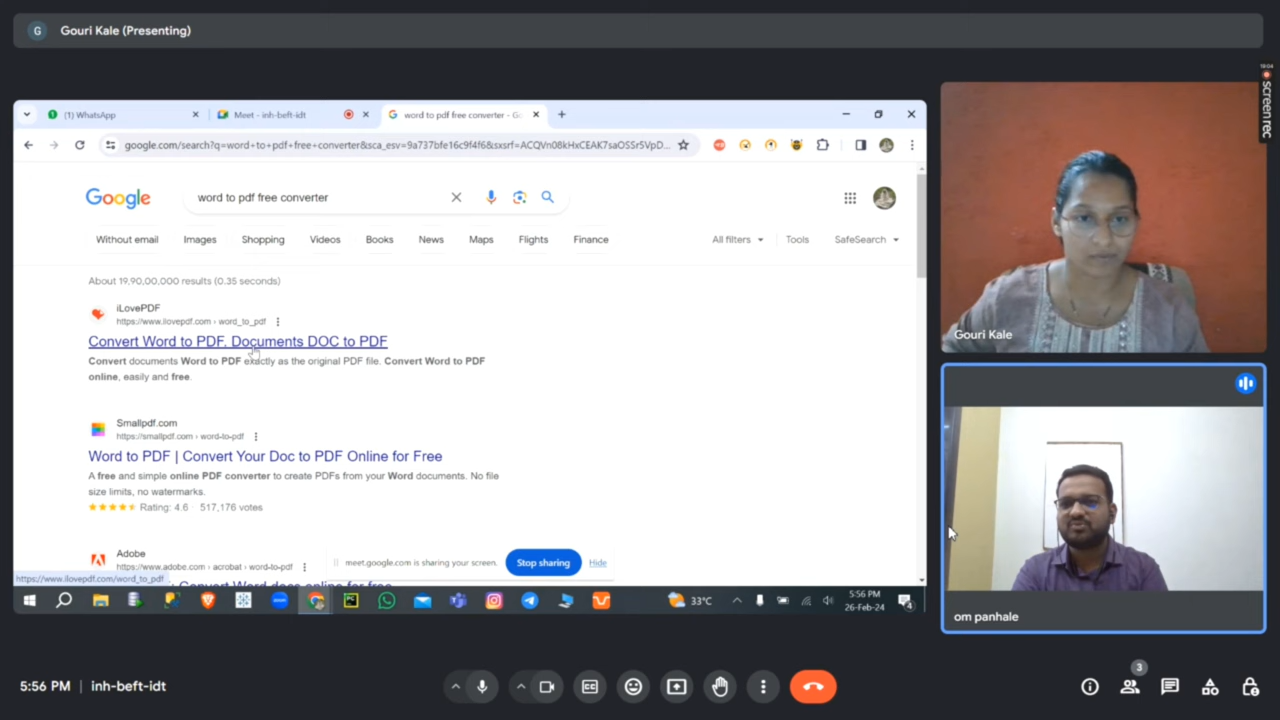 G Gouri Kale (Presenting)
(1) WhatsApp
Meet - inh-beft-idt
word to pdf free converter - Go
google.com/search?q=word+to+pdf+free+converter&sca_esv=9a737bfe16c9f4f6&sxsrf=ACQVn08kHxCEAK7saOSSr5VpD...
Google
word to pdf free converter
Without email
Images
Shopping
Videos
Books
News
Maps
Flights
Finance
All filters
Tools
SafeSearch
About 19,90,00,000 results (0.35 seconds)
iLovePDF
https://www.ilovepdf.com › word_to_pdf
Convert Word to PDF. Documents DOC to PDF
Convert documents Word to PDF exactly as the original PDF file. Convert Word to PDF
online, easily and free.
Smallpdf.com
https://smallpdf.com › word-to-pdf
Word to PDF | Convert Your Doc to PDF Online for Free
A free and simple online PDF converter to create PDFs from your Word documents. No file
size limits, no watermarks.
Rating: 4.6 · 517,176 votes
Adobe
https://www.adobe.com › acrobat › word-to-pdf
Convert Word docs online for free
meet.google.com is sharing your screen.
Stop sharing
Hide
https://www.ilovepdf.com/word_to_pdf
33°C
5:56 PM
26-Feb-24
4
Gouri Kale
om panhale
screen rec
5:56 PM | inh-beft-idt
3